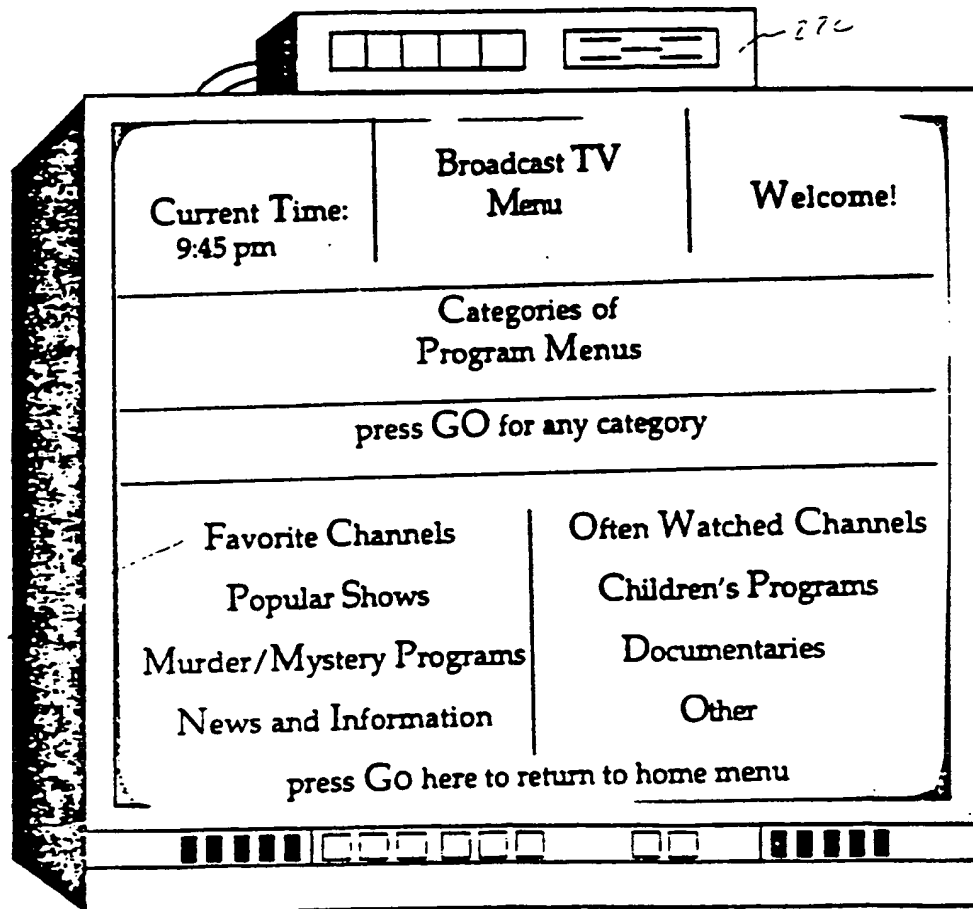 Current Time:
9:45 pm
Broadcast TV
Menu
Welcome!
Categories of
Program Menus
press GO for any category
Favorite Channels
Popular Shows
Murder/Mystery Programs
News and Information
Often Watched Channels
Children's Programs
Documentaries
Other
press Go here to return to home menu